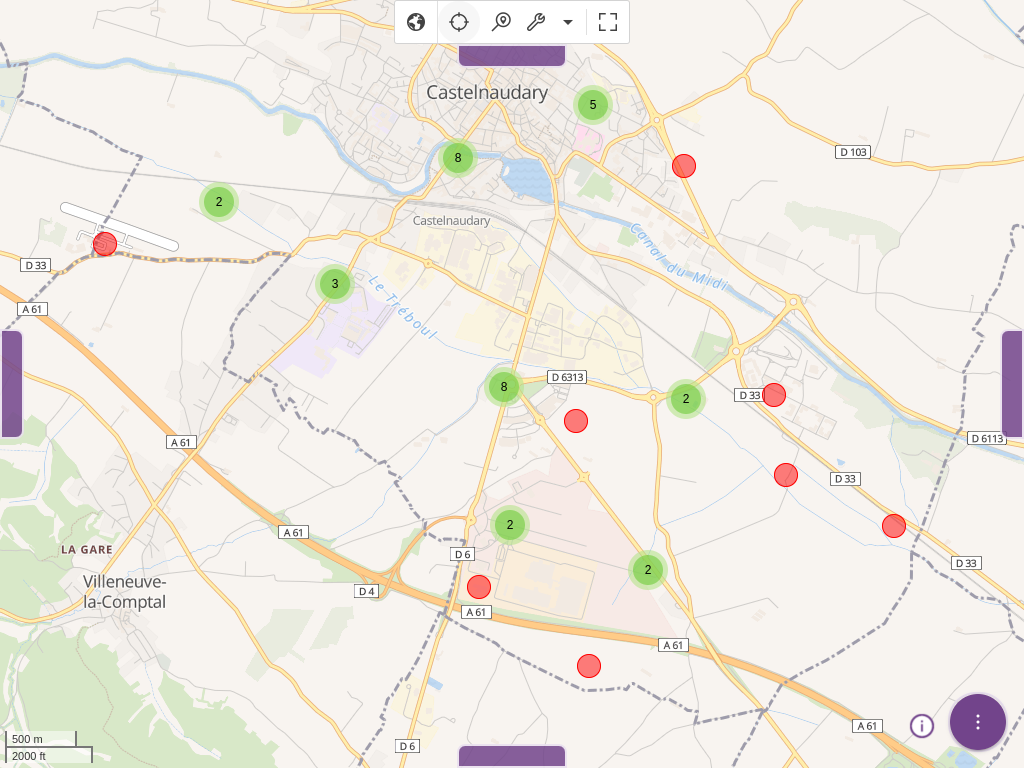 Castelnaudary
5
8
D 103
2
Castelnaudary
Canal du Midi
D 33
3
Le Tréboul
A 61
D 6313
8
2
D 33
A 61
D 6113
D 33
2
A 61
LA GARE
D 6
D 33
2
Villeneuve-
la-Comptal
D 4
A 61
A 61
A 61
500 m
2000 ft
D 6